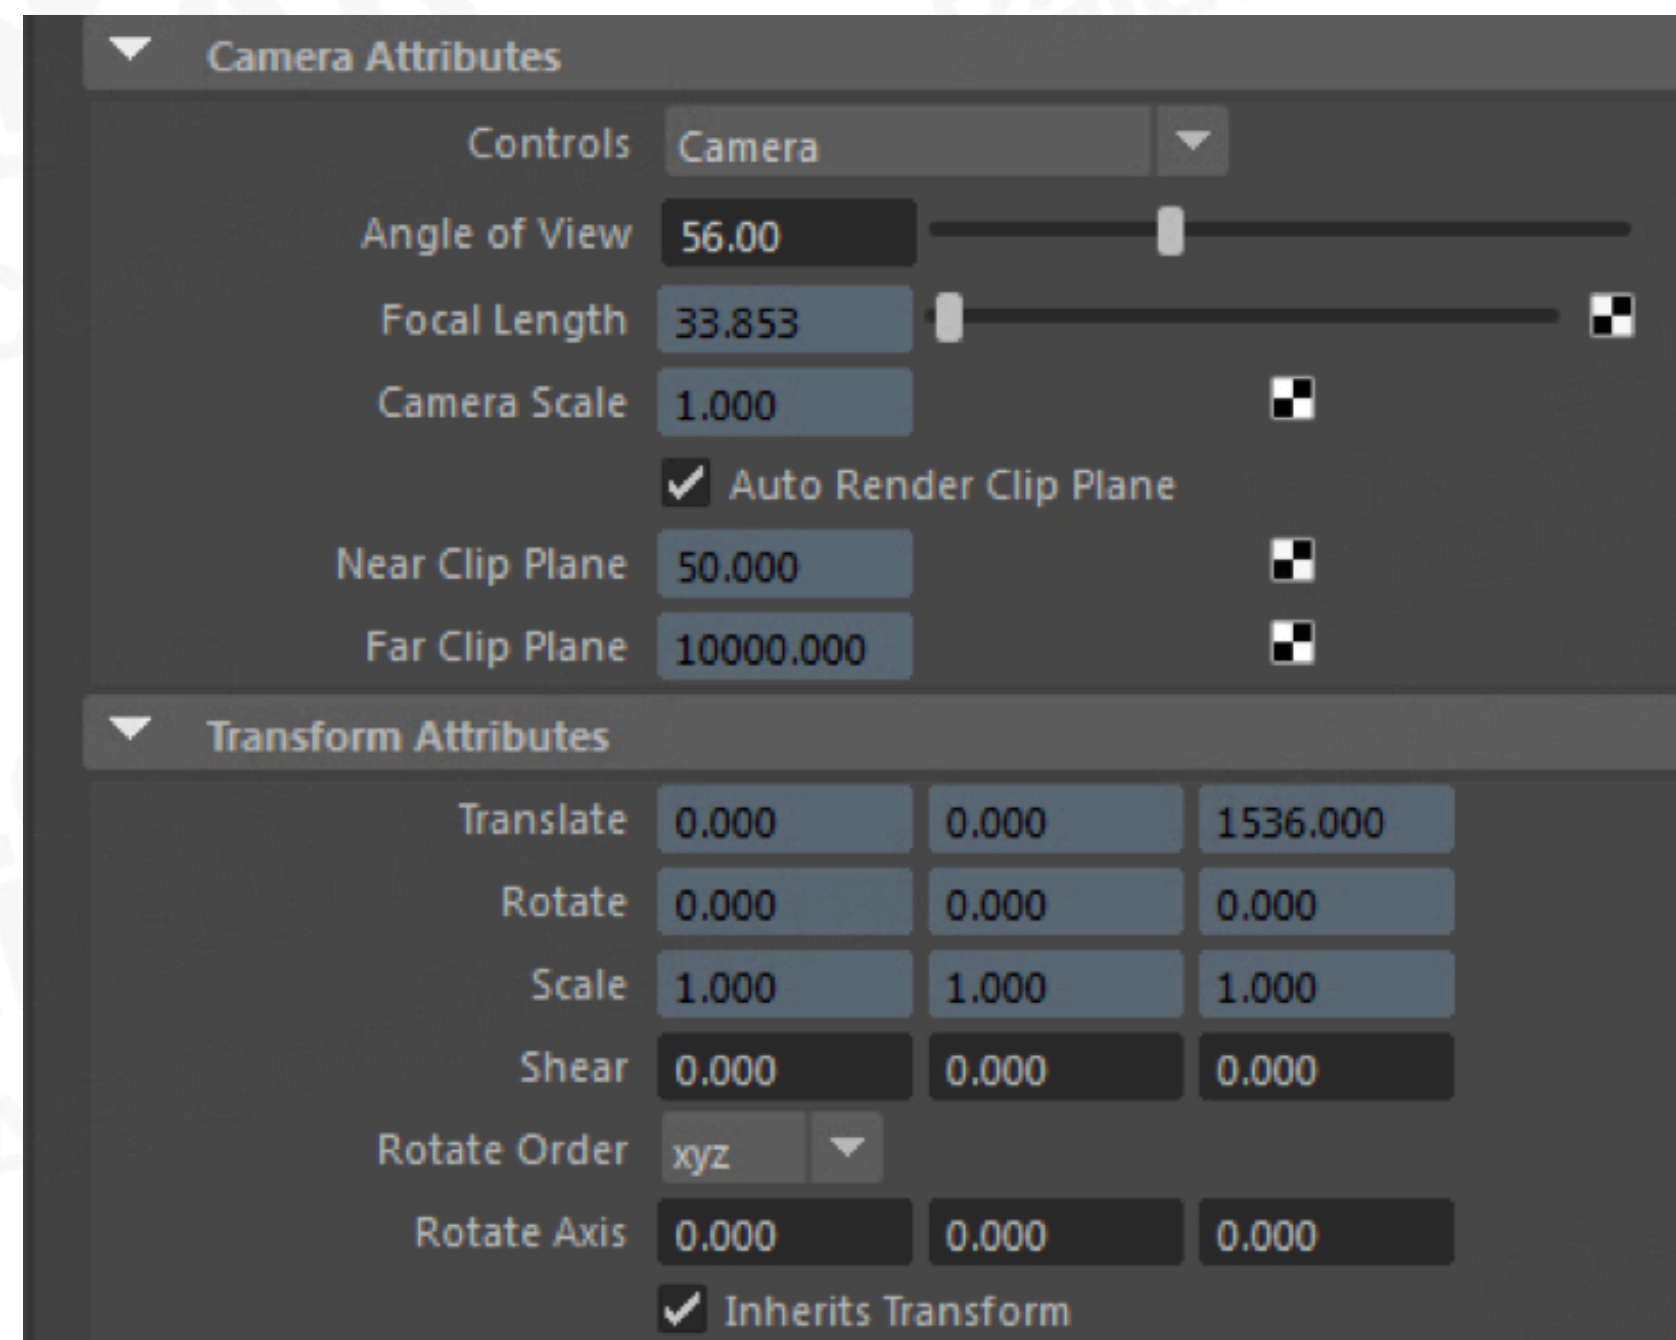 Camera Attributes
Controls Camera
Angle of View 56.00
Focal Length 33.853
Camera Scale 1.000
Auto Render Clip Plane
Near Clip Plane 50.000
Far Clip Plane 10000.000
Transform Attributes
Translate 0.000 0.000 1536.000
Rotate 0.000 0.000 0.000
Scale 1.000 1.000 1.000
Shear 0.000 0.000 0.000
Rotate Order xyz
Rotate Axis 0.000 0.000 0.000
Inherits Transform